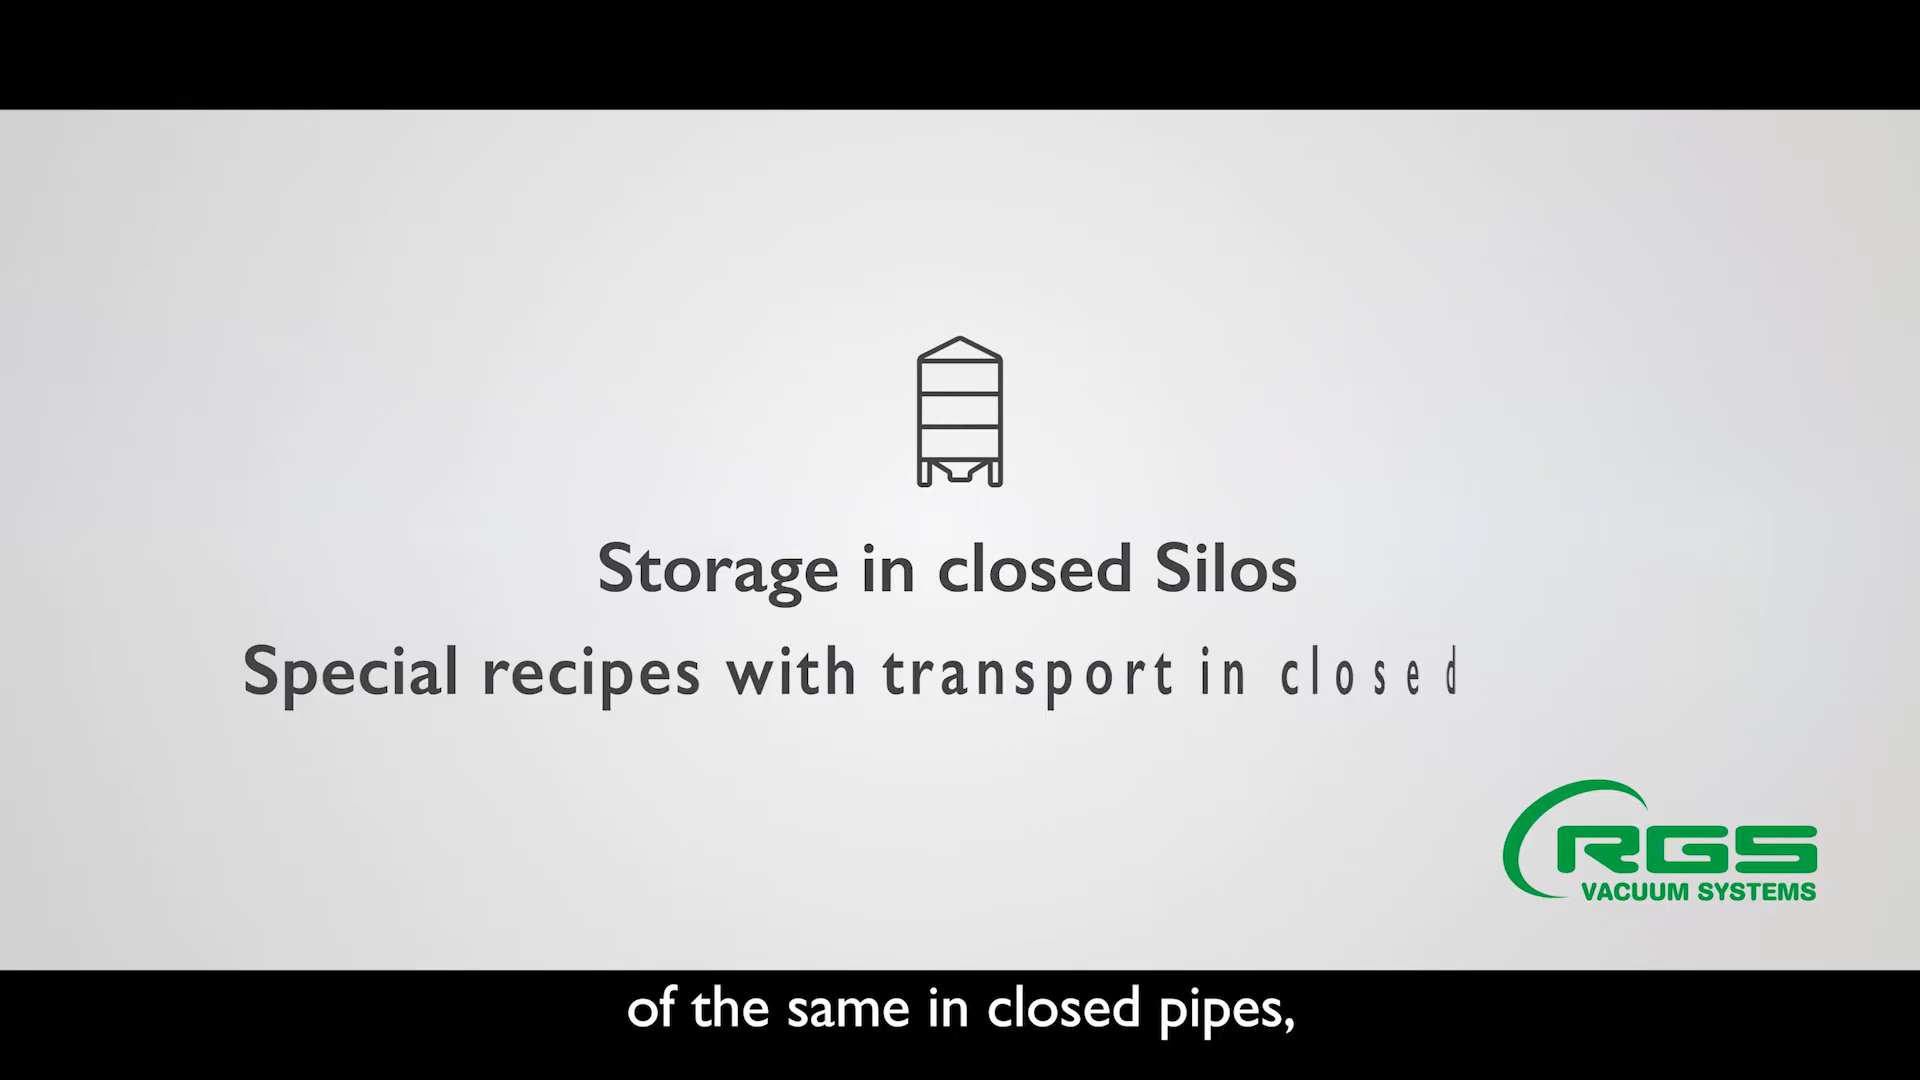 Storage in closed Silos
Special recipes with transport in closed
RGS
VACUUM SYSTEMS
of the same in closed pipes,